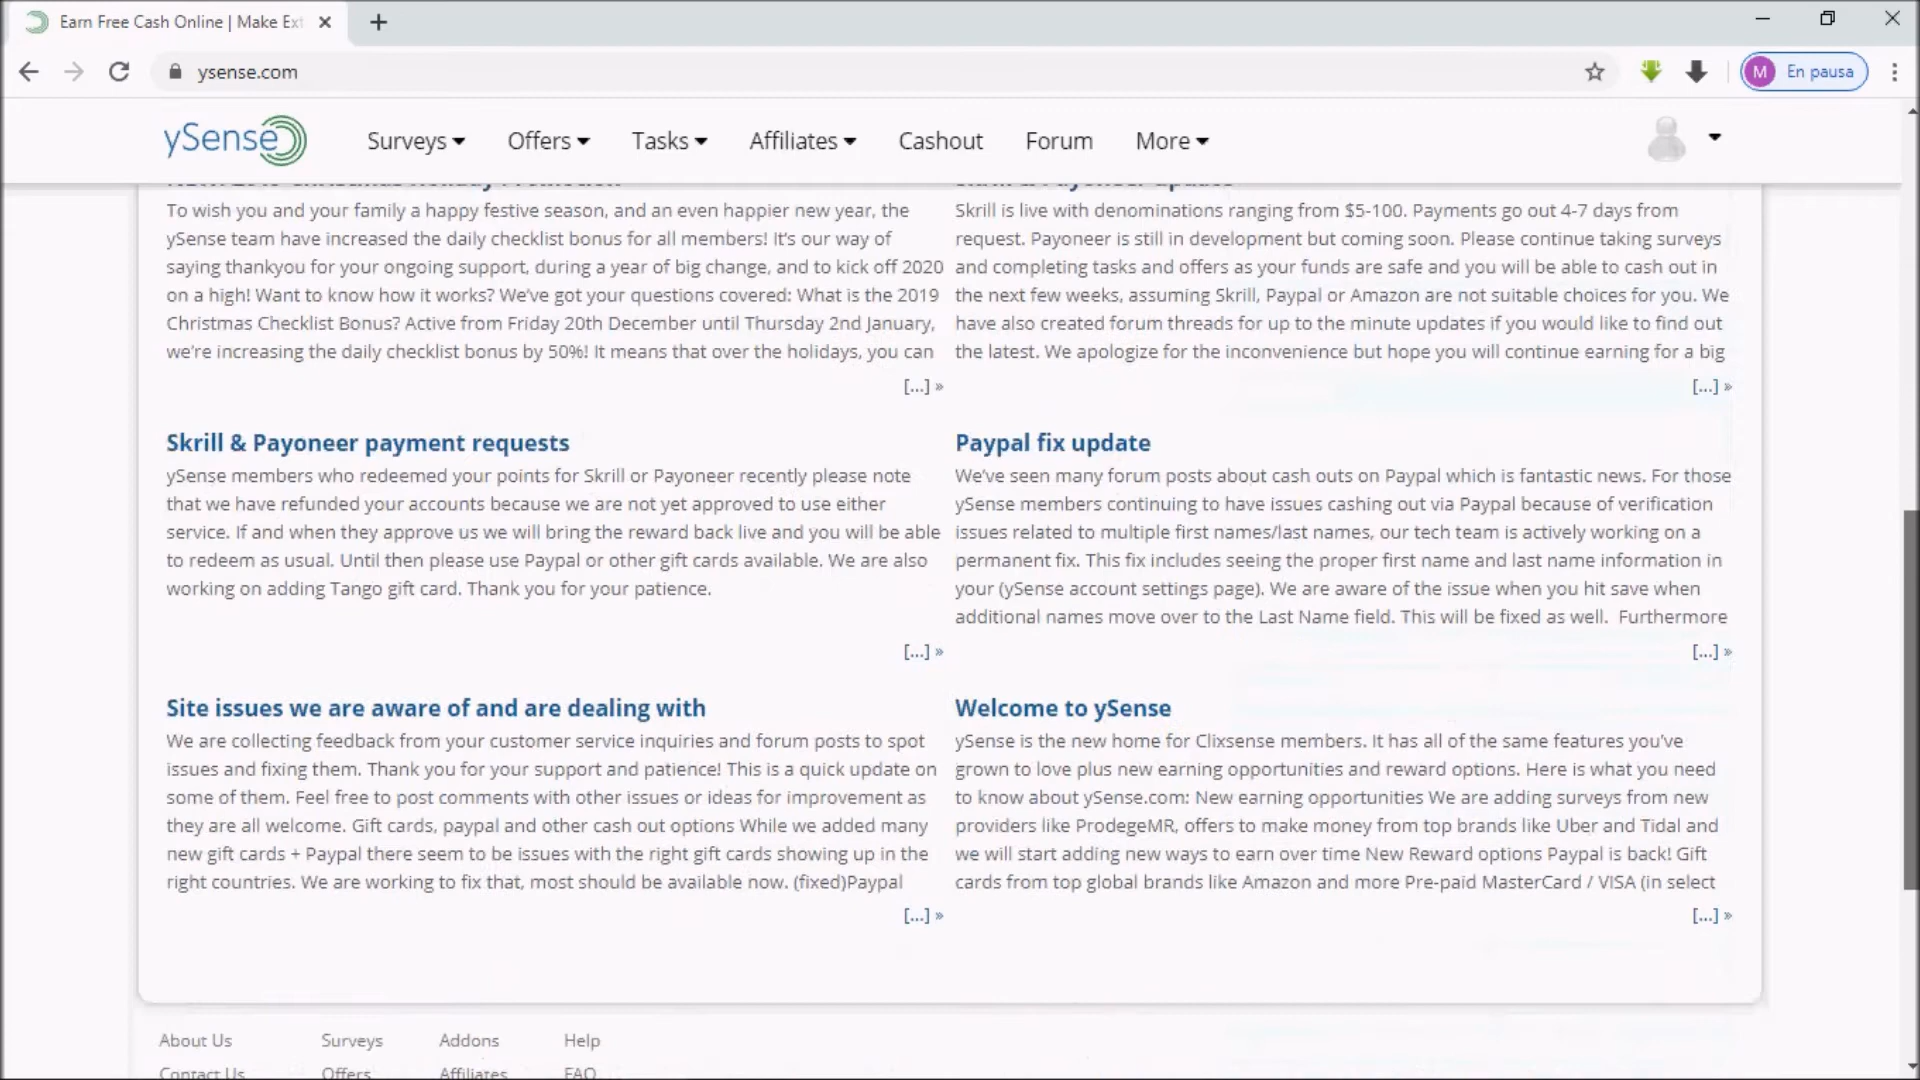 Earn Free Cash Online | Make Ext
ysense.com
M En pausa
ySense Surveys Offers Tasks Affiliates Cashout Forum More
To wish you and your family a happy festive season, and an even happier new year, the
ySense team have increased the daily checklist bonus for all members! It's our way of
saying thankyou for your ongoing support, during a year of big change, and to kick off 2020
on a high! Want to know how it works? We've got your questions covered: What is the 2019
Christmas Checklist Bonus? Active from Friday 20th December until Thursday 2nd January,
we're increasing the daily checklist bonus by 50%! It means that over the holidays, you can
[...] »
Skrill & Payoneer update
Skrill is live with denominations ranging from $5-100. Payments go out 4-7 days from
request. Payoneer is still in development but coming soon. Please continue taking surveys
and completing tasks and offers as your funds are safe and you will be able to cash out in
the next few weeks, assuming Skrill, Paypal or Amazon are not suitable choices for you. We
have also created forum threads for up to the minute updates if you would like to find out
the latest. We apologize for the inconvenience but hope you will continue earning for a big
[...] »
Skrill & Payoneer payment requests
ySense members who redeemed your points for Skrill or Payoneer recently please note
that we have refunded your accounts because we are not yet approved to use either
service. If and when they approve us we will bring the reward back live and you will be able
to redeem as usual. Until then please use Paypal or other gift cards available. We are also
working on adding Tango gift card. Thank you for your patience.
[...] »
Paypal fix update
We've seen many forum posts about cash outs on Paypal which is fantastic news. For those
ySense members continuing to have issues cashing out via Paypal because of verification
issues related to multiple first names/last names, our tech team is actively working on a
permanent fix. This fix includes seeing the proper first name and last name information in
your (ySense account settings page). We are aware of the issue when you hit save when
additional names move over to the Last Name field. This will be fixed as well. Furthermore
[...] »
Site issues we are aware of and are dealing with
We are collecting feedback from your customer service inquiries and forum posts to spot
issues and fixing them. Thank you for your support and patience! This is a quick update on
some of them. Feel free to post comments with other issues or ideas for improvement as
they are all welcome. Gift cards, paypal and other cash out options While we added many
new gift cards + Paypal there seem to be issues with the right gift cards showing up in the
right countries. We are working to fix that, most should be available now. (fixed)Paypal
[...] »
Welcome to ySense
ySense is the new home for Clixsense members. It has all of the same features you've
grown to love plus new earning opportunities and reward options. Here is what you need
to know about ySense.com: New earning opportunities We are adding surveys from new
providers like ProdegeMR, offers to make money from top brands like Uber and Tidal and
we will start adding new ways to earn over time New Reward options Paypal is back! Gift
cards from top global brands like Amazon and more Pre-paid MasterCard / VISA (in select
[...] »
About Us Surveys Addons Help
Contact Us Offers Affiliates FAQ